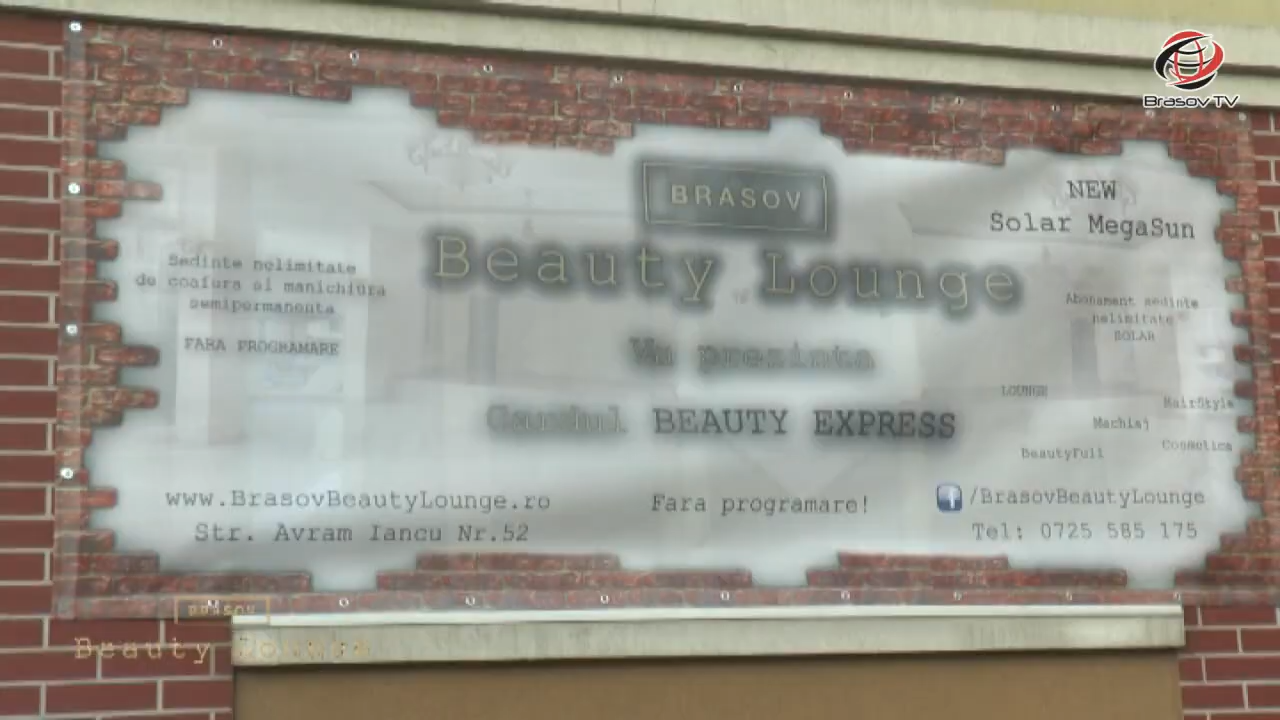 Brasov TV
BRASOV
Beauty Lounge
Va prezinta
BEAUTY EXPRESS
Fara programare!
Sedinte nelimitate
de coafura si manichiura
semipermanenta
FARA PROGRAMARE
www.BrasovBeautyLounge.ro
Str. Avram Iancu Nr.52
NEW
Solar MegaSun
Abonament sedinte
nelimitate
SOLAR
LOUNGE
HairStyle
Machiaj
Cosmetica
BeautyFull
/BrasovBeautyLounge
Tel: 0725 585 175
BRASOV
Beauty Lounge